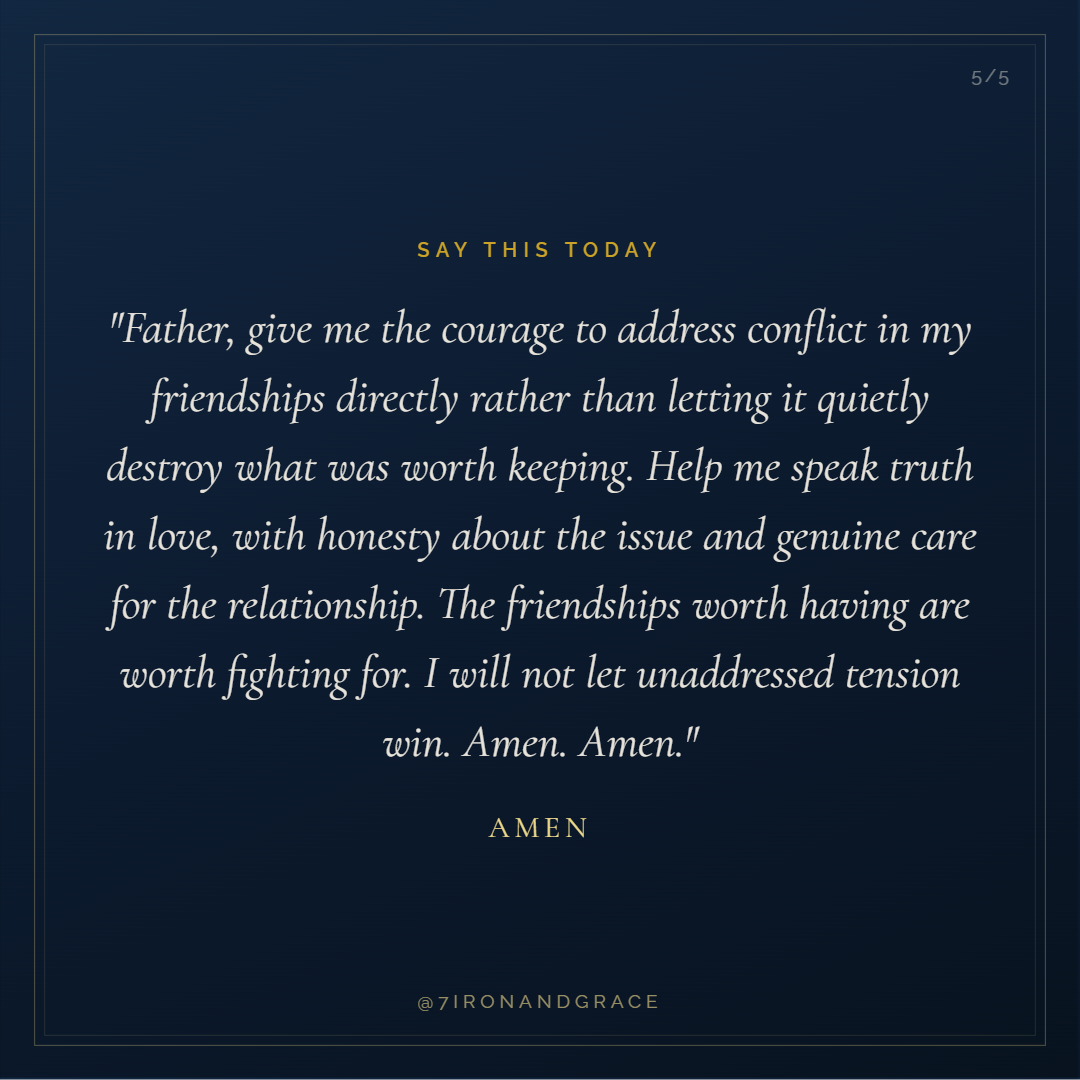 5/5
SAY THIS TODAY
"Father, give me the courage to address conflict in my
friendships directly rather than letting it quietly
destroy what was worth keeping. Help me speak truth
in love, with honesty about the issue and genuine care
for the relationship. The friendships worth having are
worth fighting for. I will not let unaddressed tension
win. Amen. Amen."
AMEN
@7IRONANDGRACE